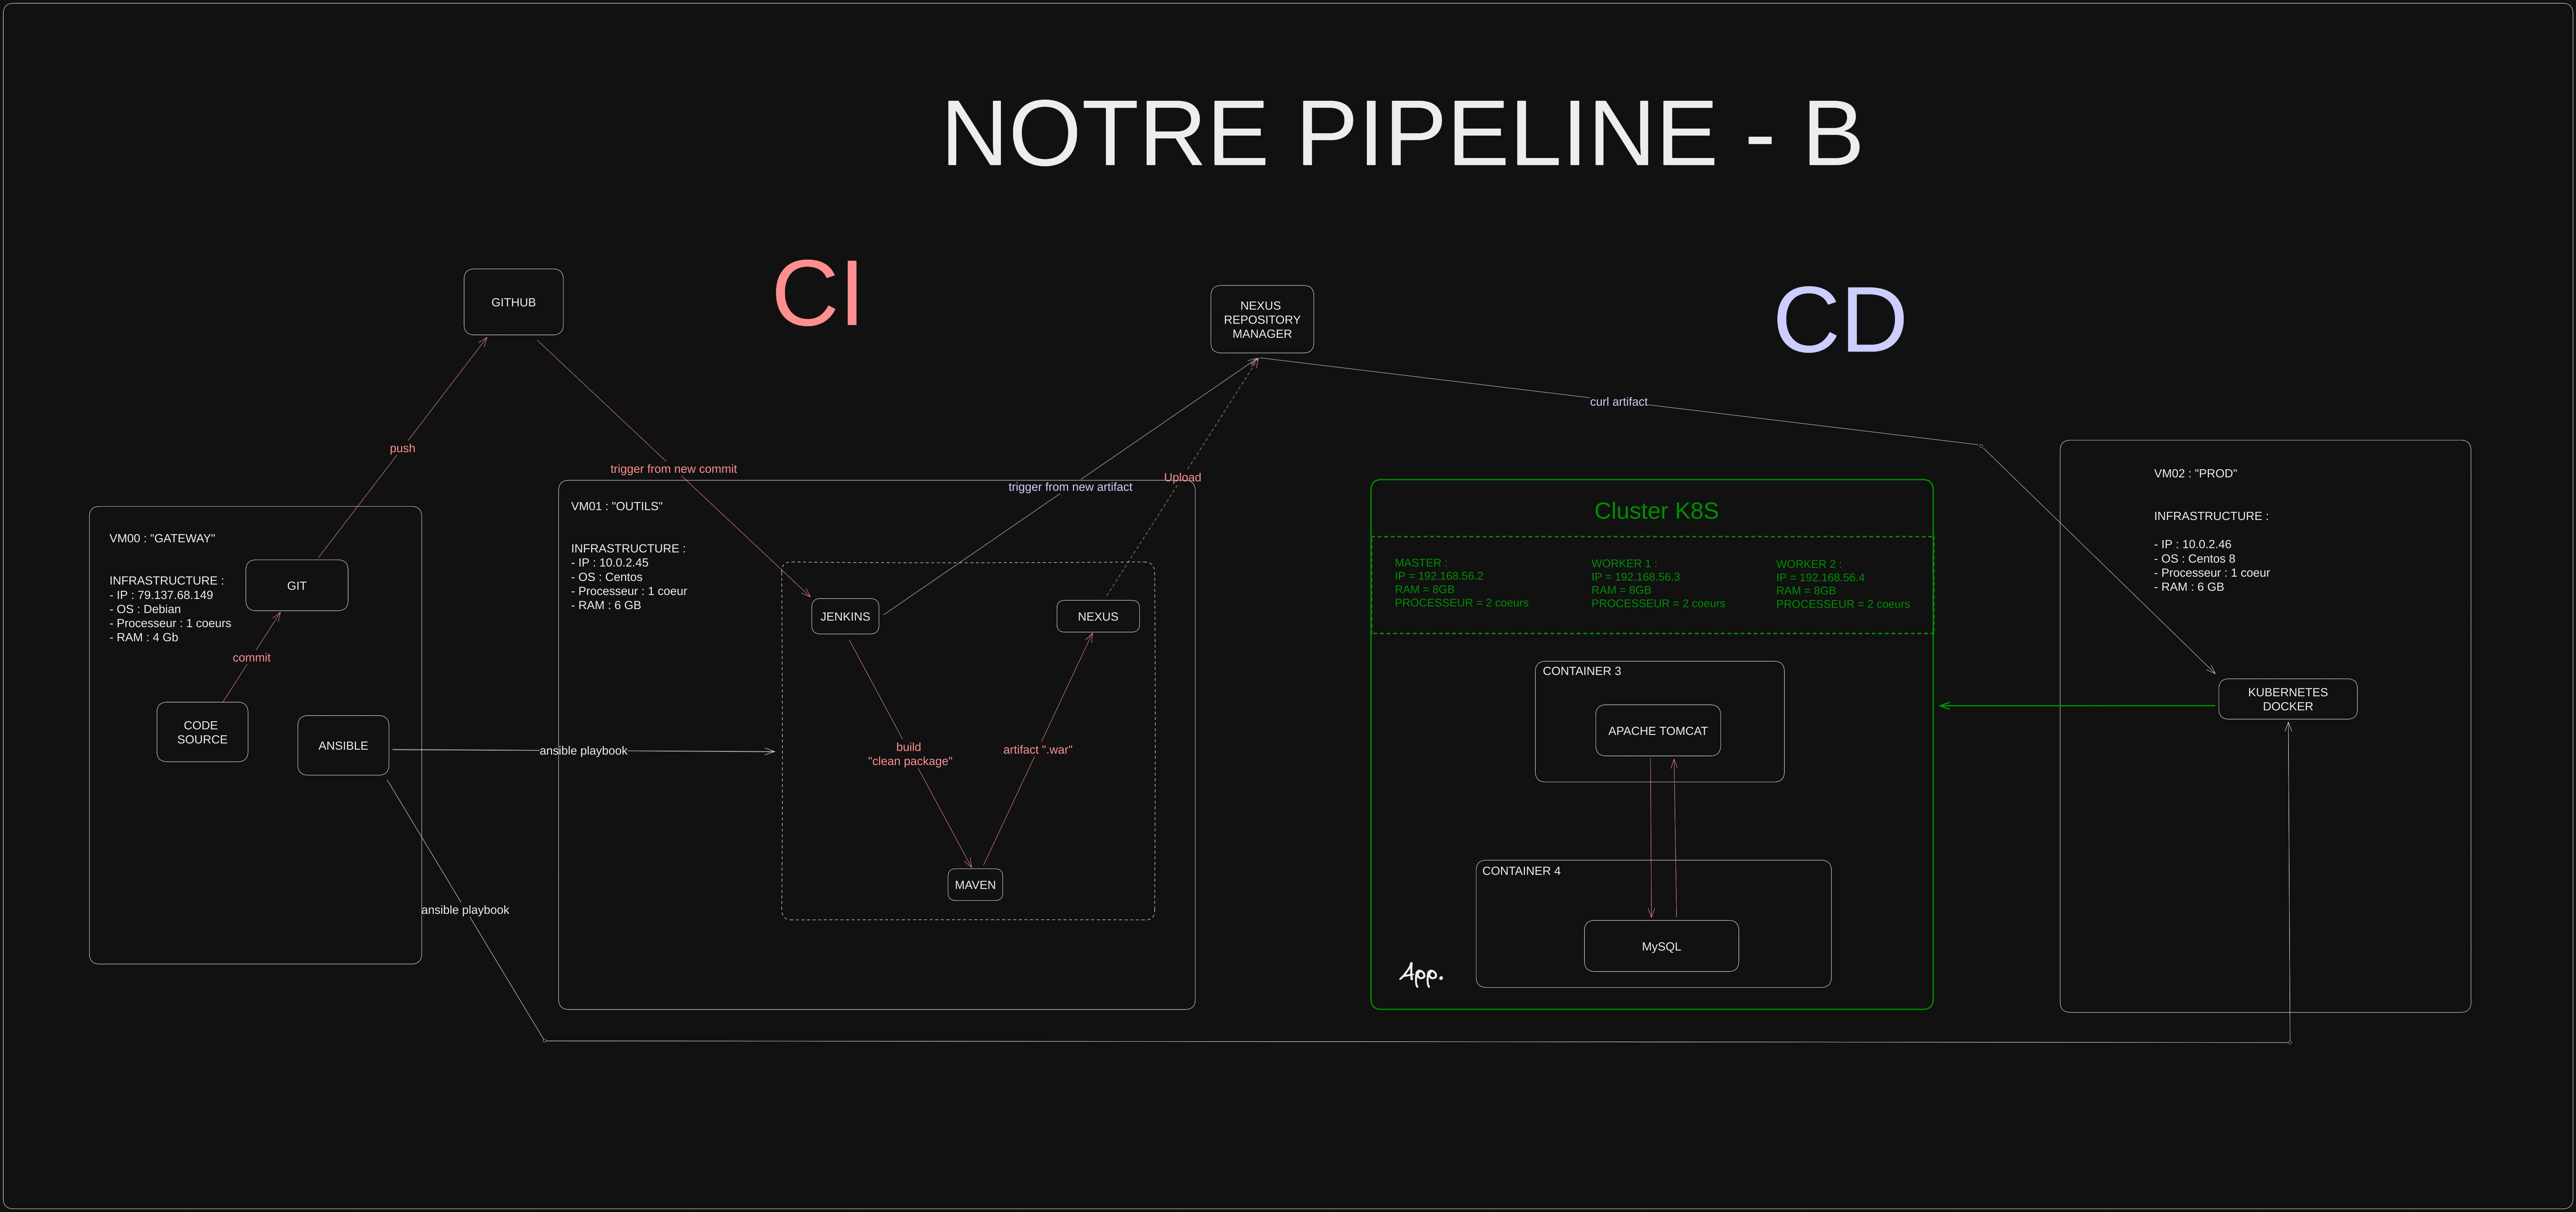 NOTRE PIPELINE - B
CI
CD
GITHUB
NEXUS
REPOSITORY
MANAGER
curl artifact
push
trigger from new commit
trigger from new artifact
Upload
VM00 : "GATEWAY"
INFRASTRUCTURE :
- IP : 79.137.68.149
- OS : Debian
- Processeur : 1 coeurs
- RAM : 4 Gb
GIT
commit
CODE
SOURCE
ANSIBLE
ansible playbook
ansible playbook
VM01 : "OUTILS"
INFRASTRUCTURE :
- IP : 10.0.2.45
- OS : Centos
- Processeur : 1 coeur
- RAM : 6 GB
JENKINS
NEXUS
build
"clean package"
artifact ".war"
MAVEN
Cluster K8S
MASTER :
IP = 192.168.56.2
RAM = 8GB
PROCESSEUR = 2 coeurs
WORKER 1 :
IP = 192.168.56.3
RAM = 8GB
PROCESSEUR = 2 coeurs
WORKER 2 :
IP = 192.168.56.4
RAM = 8GB
PROCESSEUR = 2 coeurs
CONTAINER 3
APACHE TOMCAT
CONTAINER 4
MySQL
App.
VM02 : "PROD"
INFRASTRUCTURE :
- IP : 10.0.2.46
- OS : Centos 8
- Processeur : 1 coeur
- RAM : 6 GB
KUBERNETES
DOCKER